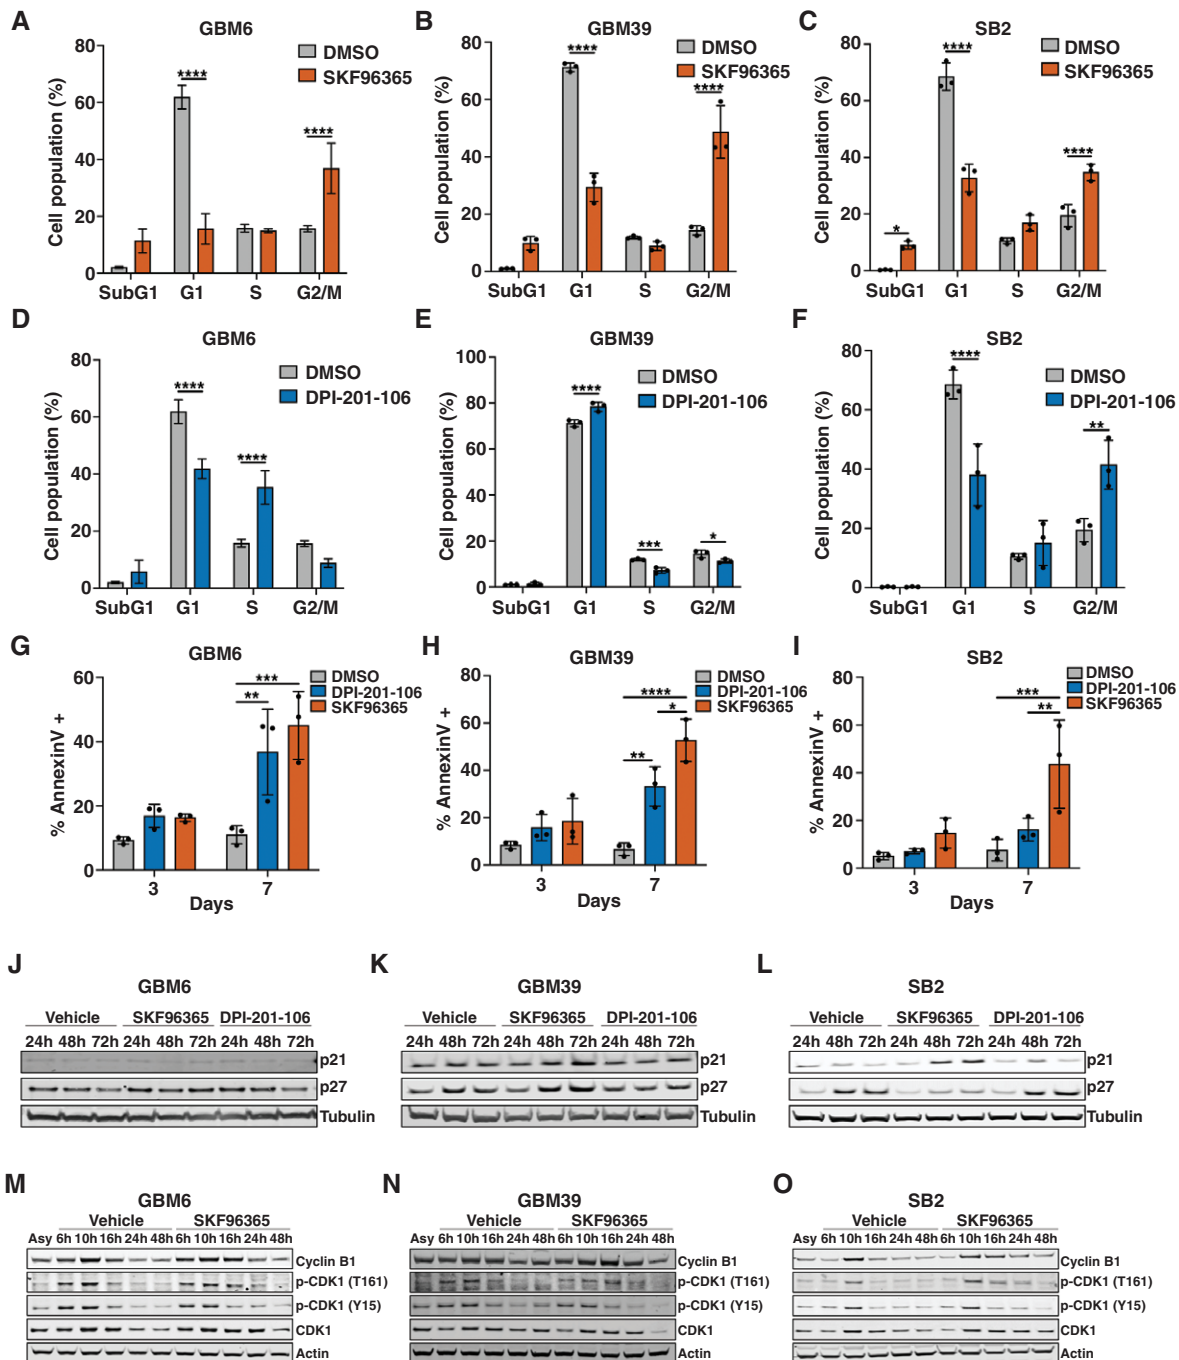 A
GBM6
DMSO
SKF96365
Cell population (%)
80
60
40
20
0
****
****
SubG1 G1 S G2/M
B
GBM39
DMSO
SKF96365
Cell population (%)
80
60
40
20
0
****
****
SubG1 G1 S G2/M
C
SB2
DMSO
SKF96365
Cell population (%)
80
60
40
20
0
*
****
****
SubG1 G1 S G2/M
D
GBM6
DMSO
DPI-201-106
Cell population (%)
80
60
40
20
0
****
****
SubG1 G1 S G2/M
E
GBM39
DMSO
DPI-201-106
Cell population (%)
100
80
60
40
20
0
****
***
*
SubG1 G1 S G2/M
F
SB2
DMSO
DPI-201-106
Cell population (%)
80
60
40
20
0
****
**
SubG1 G1 S G2/M
G
GBM6
DMSO
DPI-201-106
SKF96365
% AnnexinV +
60
40
20
0
***
**
3 7
Days
H
GBM39
DMSO
DPI-201-106
SKF96365
% AnnexinV +
80
60
40
20
0
****
*
**
3 7
Days
I
SB2
DMSO
DPI-201-106
SKF96365
% AnnexinV +
80
60
40
20
0
***
**
3 7
Days
J
GBM6
Vehicle SKF96365 DPI-201-106
24h 48h 72h 24h 48h 72h 24h 48h 72h
p21
p27
Tubulin
K
GBM39
Vehicle SKF96365 DPI-201-106
24h 48h 72h 24h 48h 72h 24h 48h 72h
p21
p27
Tubulin
L
SB2
Vehicle SKF96365 DPI-201-106
24h 48h 72h 24h 48h 72h 24h 48h 72h
p21
p27
Tubulin
M
GBM6
Vehicle SKF96365
Asy 6h 10h 16h 24h 48h 6h 10h 16h 24h 48h
Cyclin B1
p-CDK1 (T161)
p-CDK1 (Y15)
CDK1
Actin
N
GBM39
Vehicle SKF96365
Asy 6h 10h 16h 24h 48h 6h 10h 16h 24h 48h
Cyclin B1
p-CDK1 (T161)
p-CDK1 (Y15)
CDK1
Actin
O
SB2
Vehicle SKF96365
Asy 6h 10h 16h 24h 48h 6h 10h 16h 24h 48h
Cyclin B1
p-CDK1 (T161)
p-CDK1 (Y15)
CDK1
Actin